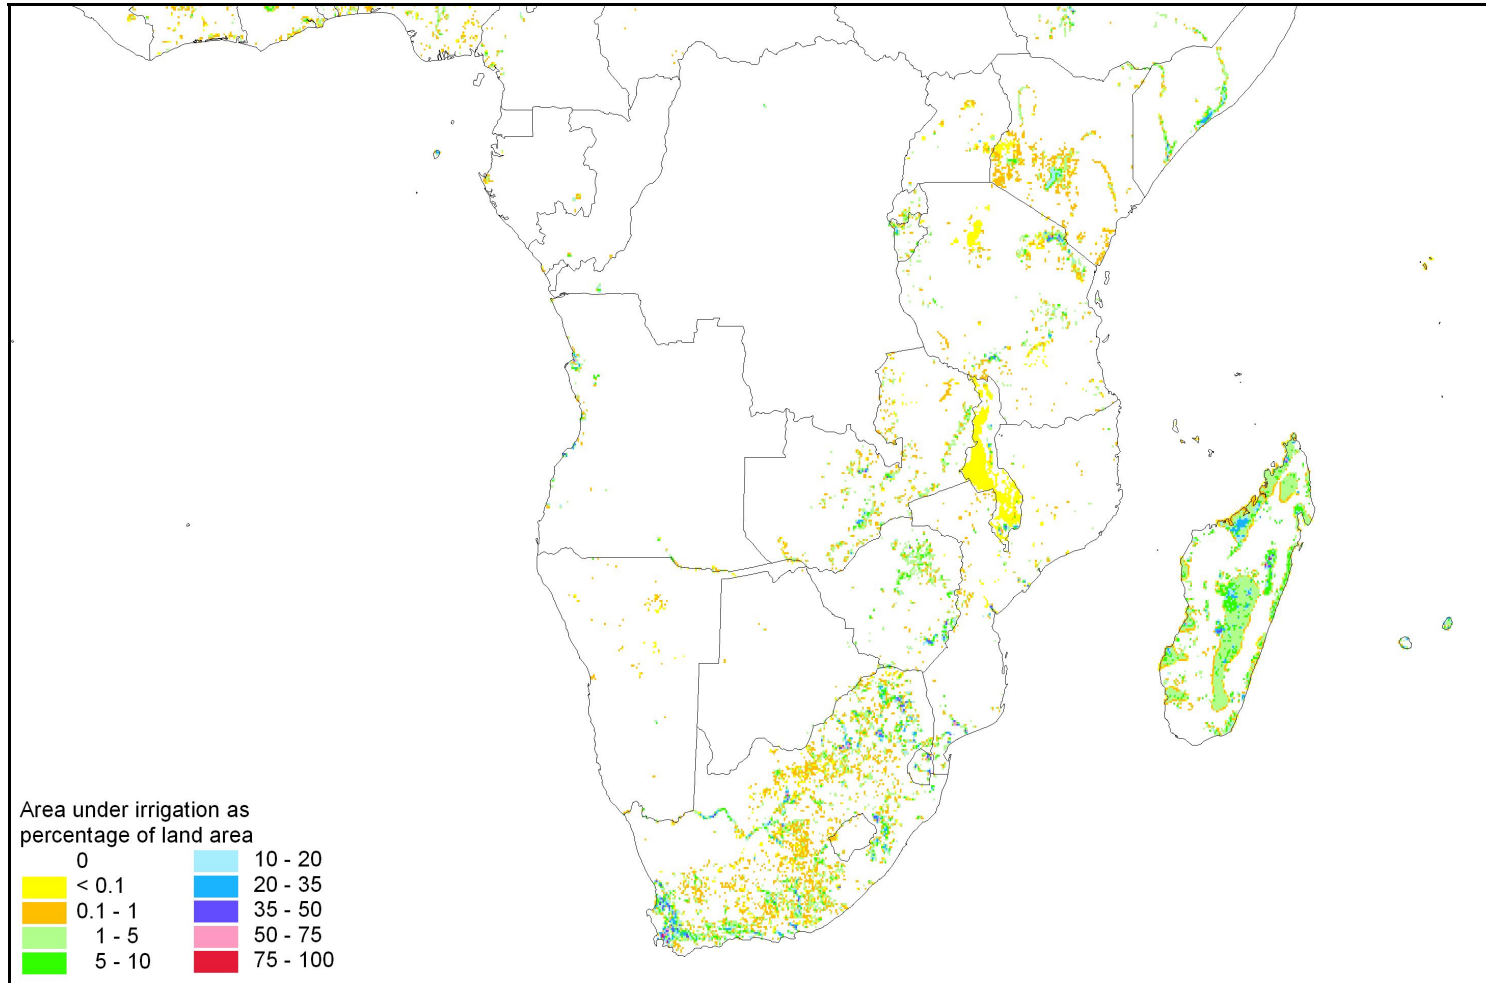 Area under irrigation as
percentage of land area
0
< 0.1
0.1 - 1
1 - 5
5 - 10
10 - 20
20 - 35
35 - 50
50 - 75
75 - 100